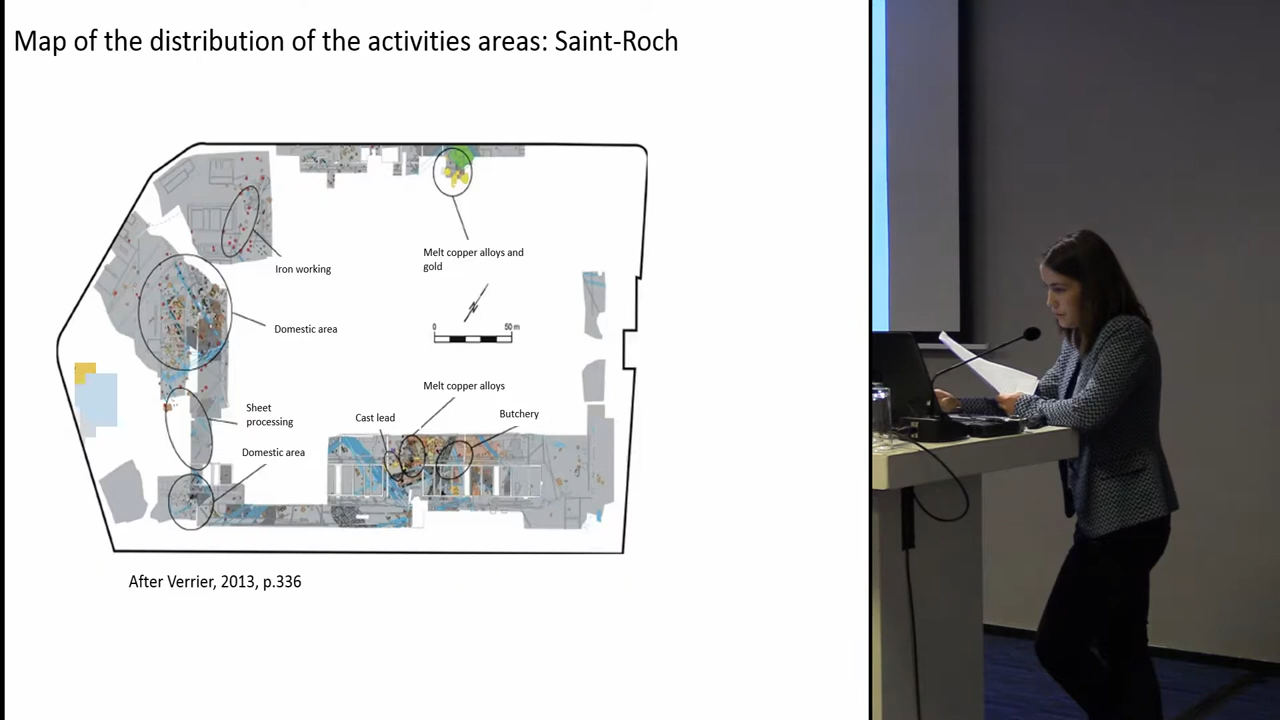 Map of the distribution of the activities areas: Saint-Roch
Melt copper alloys and
gold
Iron working
0 50 m
Domestic area
Melt copper alloys
Sheet
processing
Cast lead
Butchery
Domestic area
After Verrier, 2013, p.336